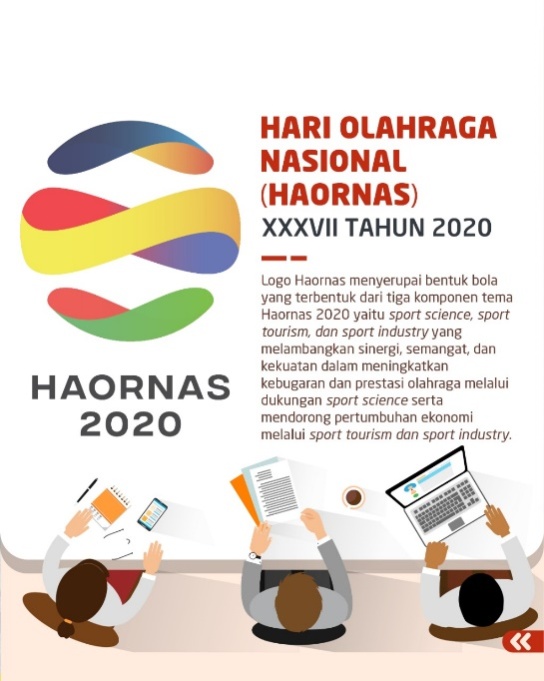 HARI OLAHRAGA
NASIONAL
(HAORNAS)
XXXVII TAHUN 2020
Logo Haornas menyerupai bentuk bola
yang terbentuk dari tiga komponen tema
Haornas 2020 yaitu sport science, sport
tourism, dan sport industry yang
melambangkan sinergi, semangat, dan
kekuatan dalam meningkatkan
kebugaran dan prestasi olahraga melalui
dukungan sport science serta
mendorong pertumbuhan ekonomi
melalui sport tourism dan sport industry.
HAORNAS
2020